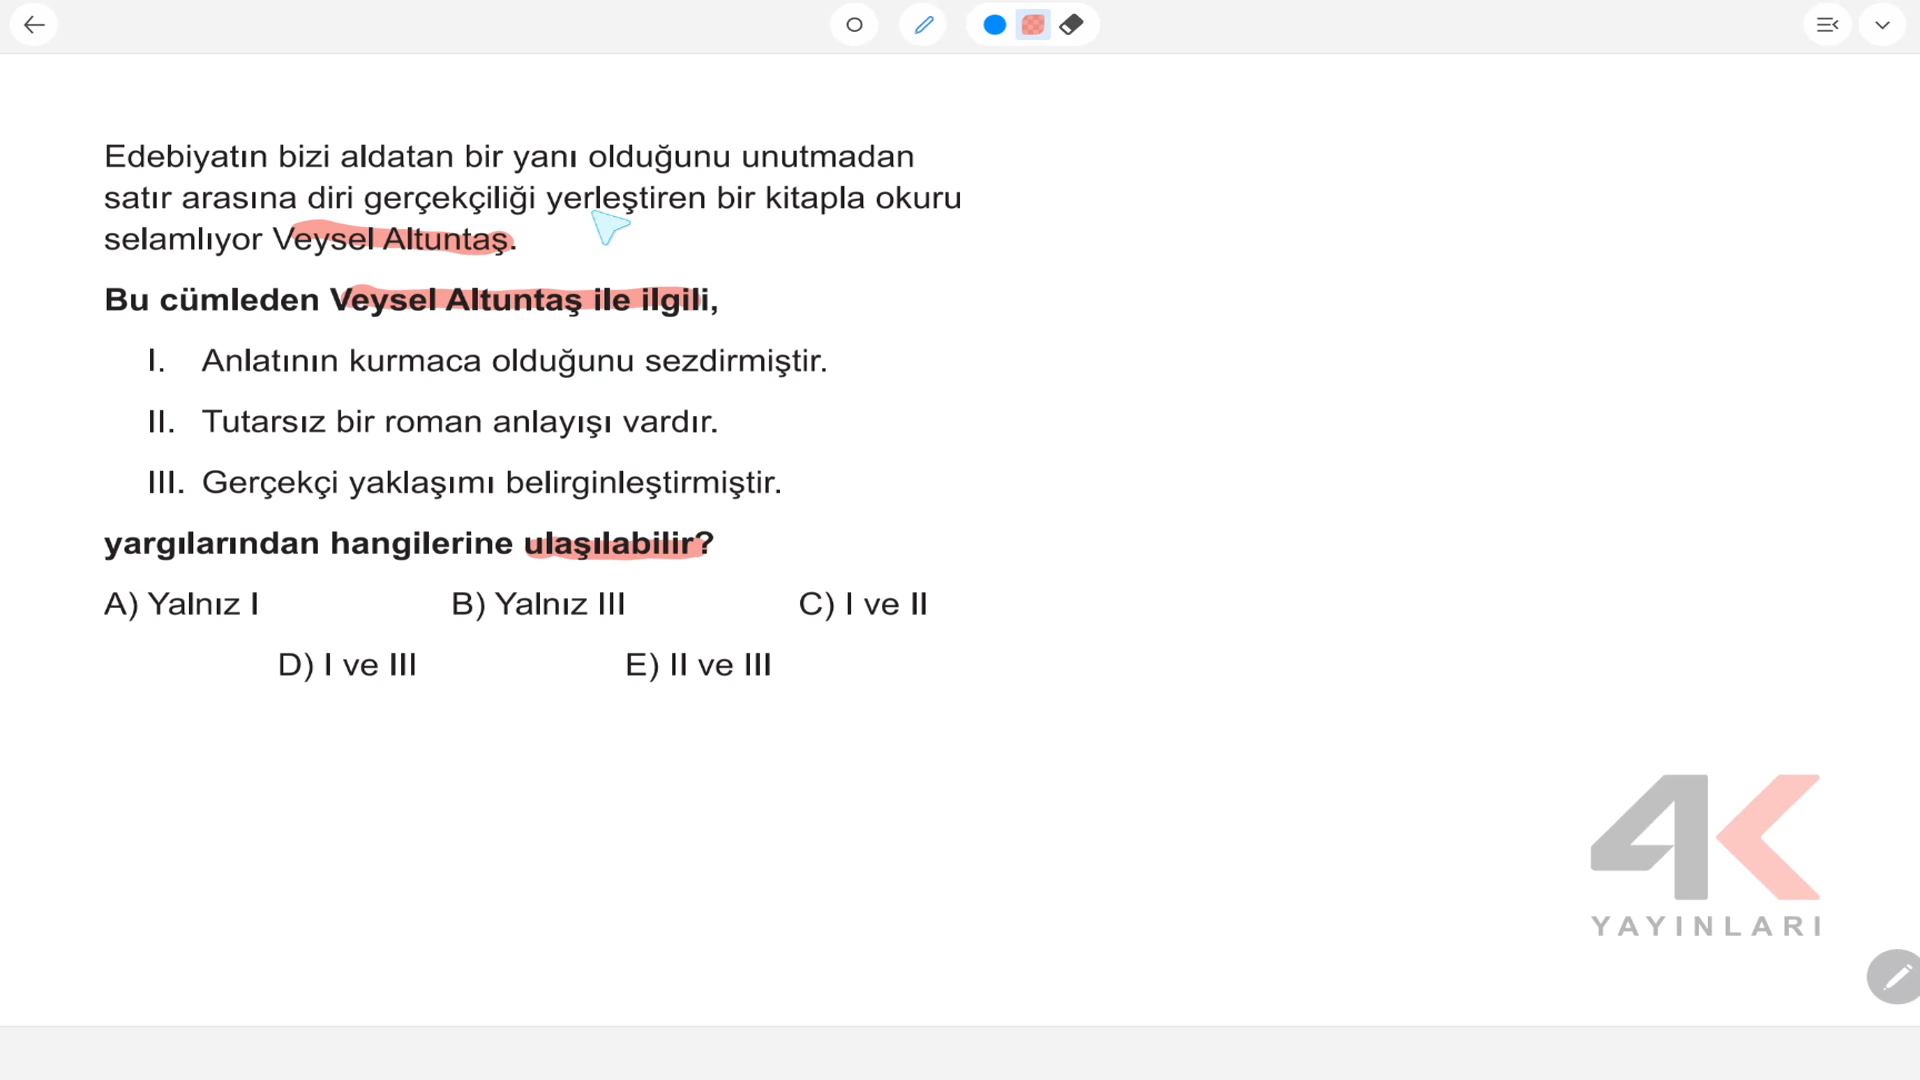 Edebiyatın bizi aldatan bir yanı olduğunu unutmadan
satır arasına diri gerçekçiliği yerleştiren bir kitapla okuru
selamlıyor Veysel Altuntaş.
Bu cümleden Veysel Altuntaş ile ilgili,
I. Anlatının kurmaca olduğunu sezdirmiştir.
II. Tutarsız bir roman anlayışı vardır.
III. Gerçekçi yaklaşımı belirginleştirmiştir.
yargılarından hangilerine ulaşılabilir?
A) Yalnız I B) Yalnız III C) I ve II
D) I ve III E) II ve III
4K
YAYINLARI